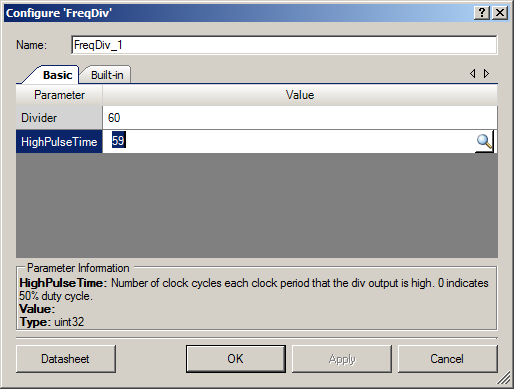 Configure 'FreqDiv'
Name: FreqDiv_1
Basic Built-in
Parameter Value
Divider 60
HighPulseTime 59
Parameter Information
HighPulseTime: Number of clock cycles each clock period that the div output is high. 0 indicates
50% duty cycle.
Value:
Type: uint32
Datasheet OK Apply Cancel